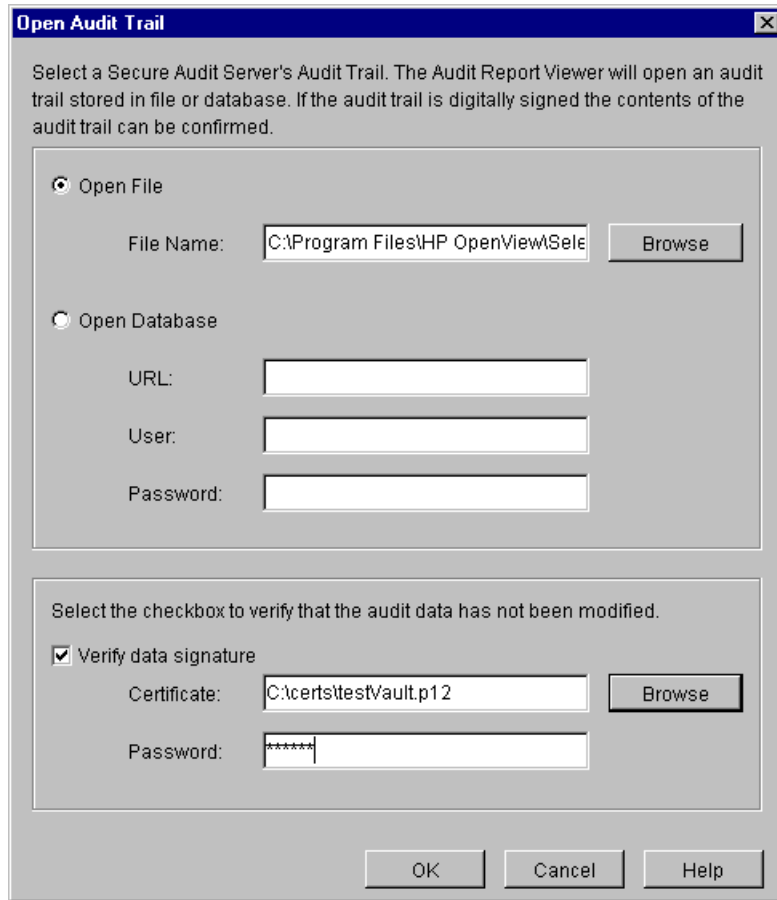 Open Audit Trail
Select a Secure Audit Server's Audit Trail. The Audit Report Viewer will open an audit
trail stored in file or database. If the audit trail is digitally signed the contents of the
audit trail can be confirmed.
Open File
File Name: C:\Program Files\HP OpenView\Sele Browse
Open Database
URL:
User:
Password:
Select the checkbox to verify that the audit data has not been modified.
Verify data signature
Certificate: C:\certs\testVault.p12 Browse
Password: ******
OK Cancel Help